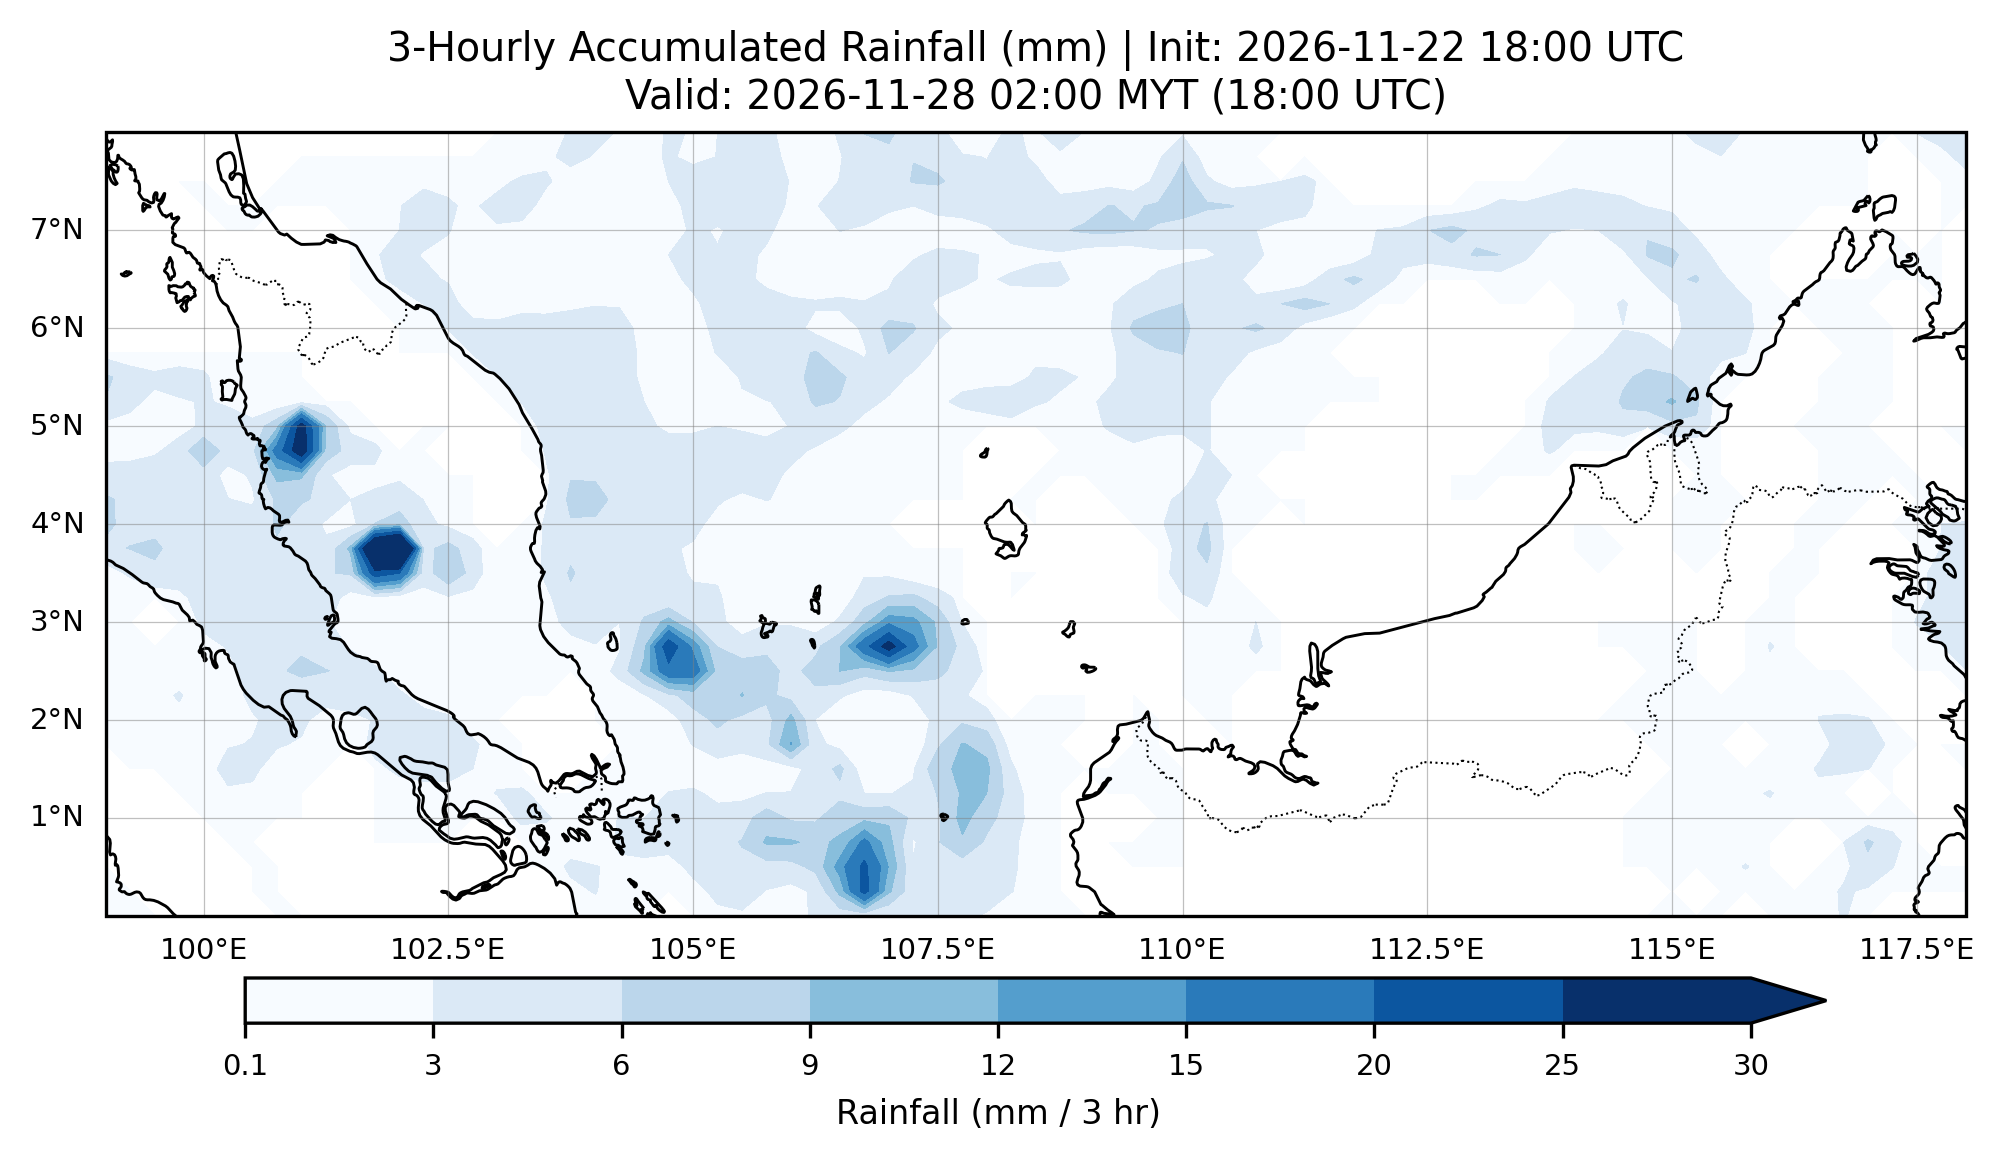 3-Hourly Accumulated Rainfall (mm) | Init: 2026-11-22 18:00 UTC
Valid: 2026-11-28 02:00 MYT (18:00 UTC)
7°N
6°N
5°N
4°N
3°N
2°N
1°N
100°E 102.5°E 105°E 107.5°E 110°E 112.5°E 115°E 117.5°E
0.1 3 6 9 12 15 20 25 30
Rainfall (mm / 3 hr)